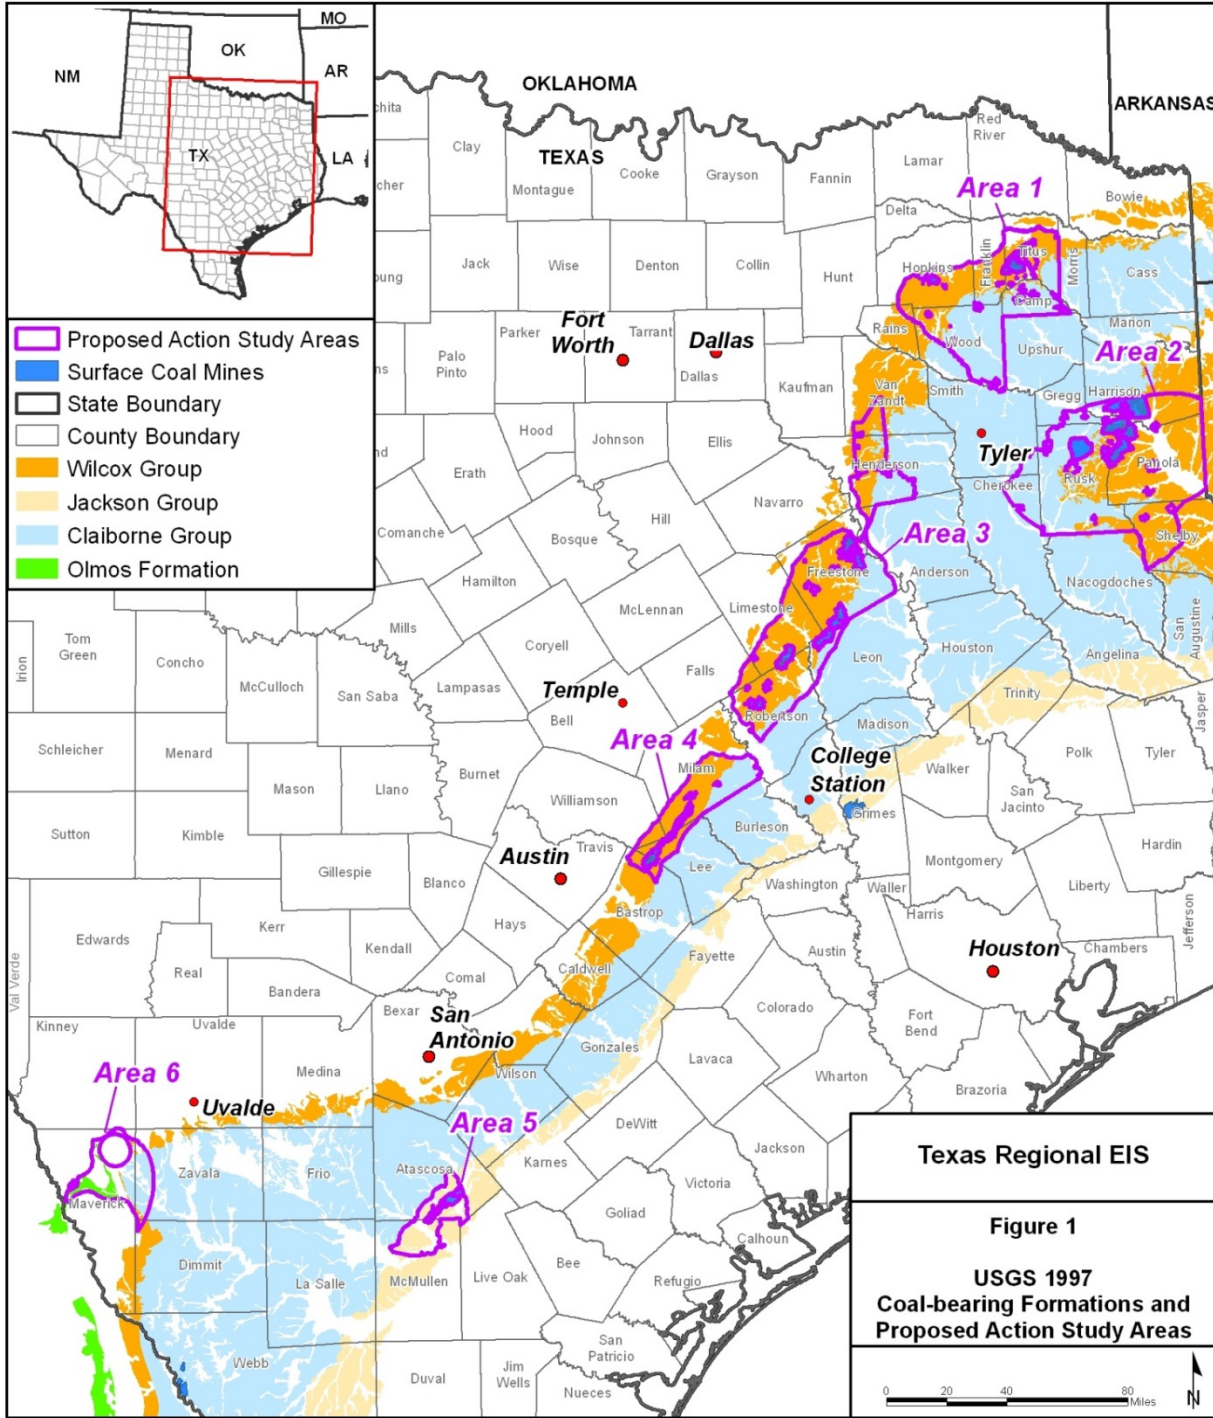 MO
OK
NM
AR
TX
LA
Proposed Action Study Areas
Surface Coal Mines
State Boundary
County Boundary
Wilcox Group
Jackson Group
Claiborne Group
Olmos Formation
OKLAHOMA
ARKANSAS
TEXAS
Red
River
Clay
Montague
Cooke
Grayson
Fannin
Lamar
Delta
Area 1
Bowie
Franklin
Titus
Morris
Cass
Hopkins
Camp
Jack
Wise
Denton
Collin
Hunt
Rains
Wood
Upshur
Marion
Area 2
Parker
Fort
Worth
Tarrant
Dallas
Dallas
Palo
Pinto
Kaufman
Van
Zandt
Smith
Gregg
Harrison
Hood
Johnson
Ellis
Tyler
Panola
Erath
Henderson
Cherokee
Rusk
Navarro
Hill
Comanche
Bosque
Area 3
Shelby
Hamilton
Freestone
Anderson
Nacogdoches
McLennan
Limestone
San
Augustine
Tom
Green
Irion
Concho
Mills
Coryell
Houston
Angelina
McCulloch
San Saba
Lampasas
Falls
Leon
Temple
Bell
Robertson
Trinity
Madison
Jasper
Schleicher
Menard
Area 4
Milam
College
Station
Walker
Polk
Tyler
Mason
Llano
Burnet
Williamson
San
Jacinto
Sutton
Kimble
Burleson
Grimes
Hardin
Travis
Austin
Lee
Montgomery
Gillespie
Blanco
Washington
Waller
Liberty
Bastrop
Harris
Jefferson
Kerr
Hays
Edwards
Kendall
Fayette
Austin
Houston
Chambers
Val Verde
Real
Comal
Caldwell
Bandera
Colorado
Kinney
Uvalde
Bexar
San
Antonio
Gonzales
Fort
Bend
Medina
Lavaca
Wilson
Wharton
Brazoria
Area 6
Uvalde
DeWitt
Area 5
Jackson
Zavala
Frio
Atascosa
Karnes
Victoria
Maverick
Goliad
Calhoun
Dimmit
La Salle
McMullen
Live Oak
Bee
Refugio
Webb
San
Patricio
Duval
Jim
Wells
Nueces
Texas Regional EIS
Figure 1
USGS 1997
Coal-bearing Formations and
Proposed Action Study Areas
0 20 40 80
Miles
N